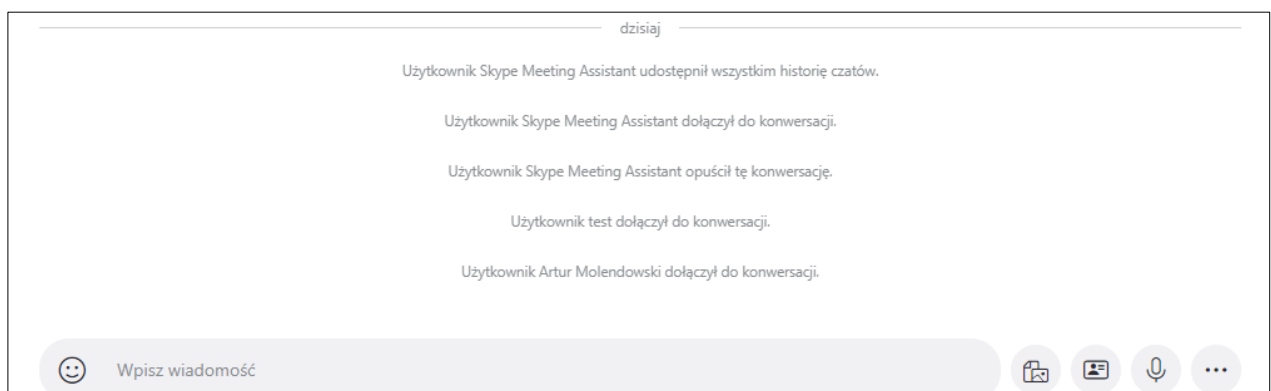 dzisiaj
Użytkownik Skype Meeting Assistant udostępnił wszystkim historię czatów.
Użytkownik Skype Meeting Assistant dołączył do konwersacji.
Użytkownik Skype Meeting Assistant opuścił tę konwersację.
Użytkownik test dołączył do konwersacji.
Użytkownik Artur Molendowski dołączył do konwersacji.
Wpisz wiadomość